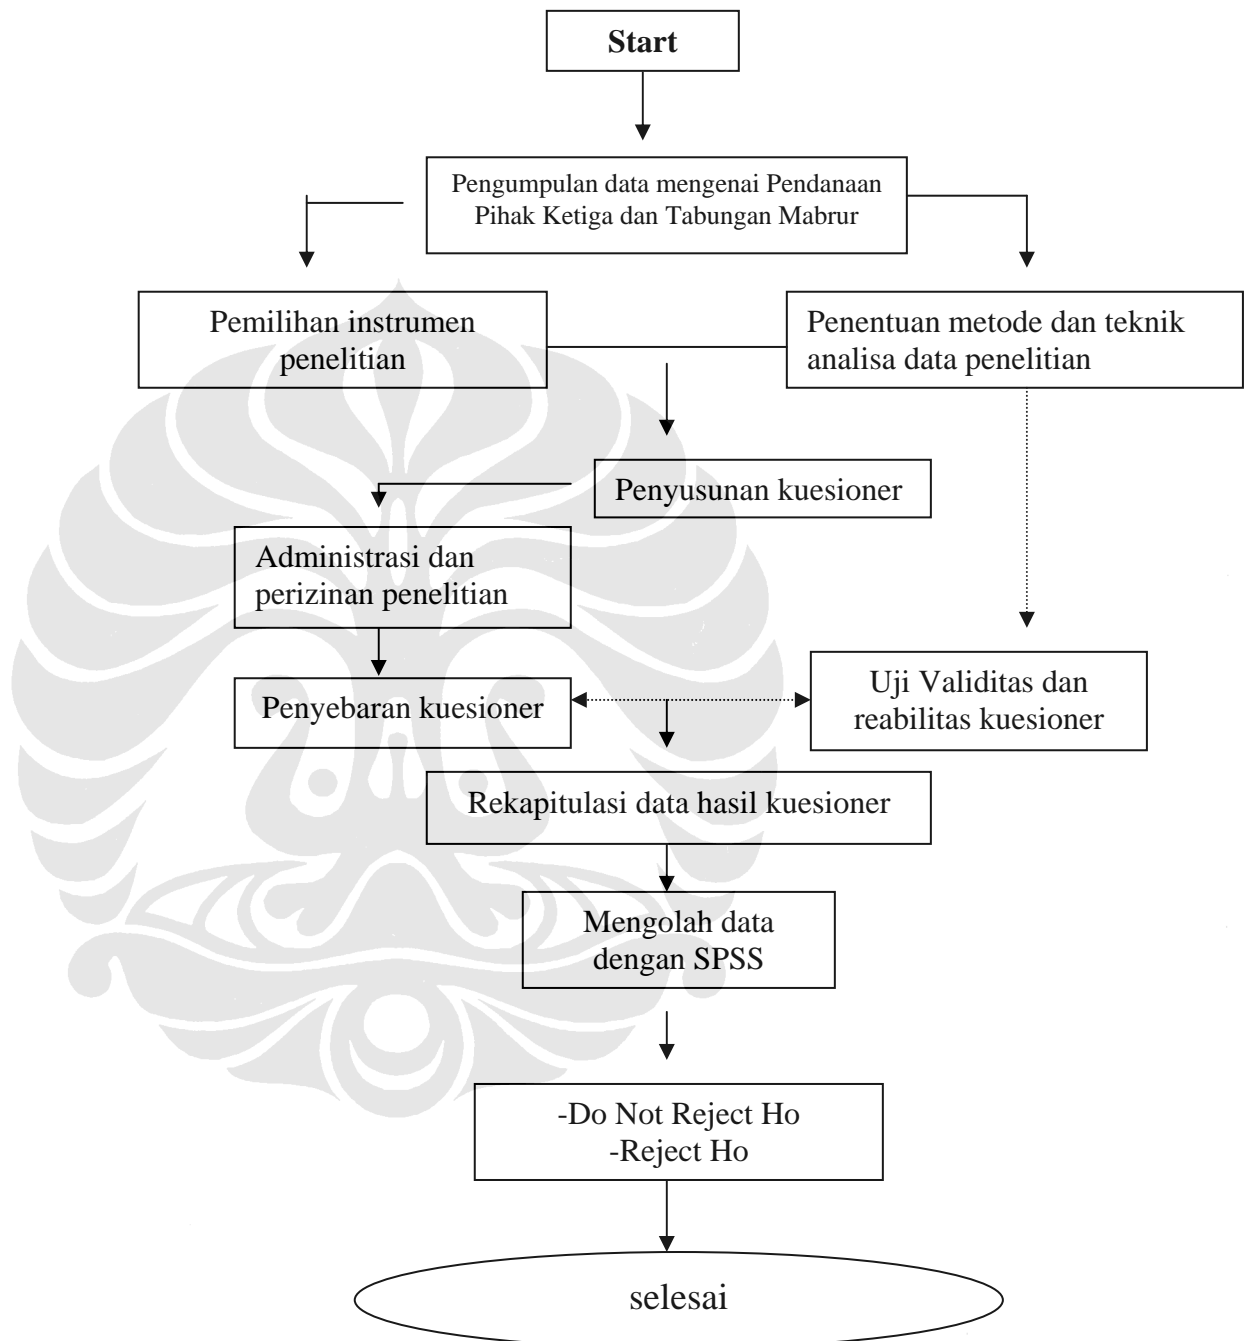 Start
Pengumpulan data mengenai Pendanaan
Pihak Ketiga dan Tabungan Mabrur
Pemilihan instrumen
penelitian
Penentuan metode dan teknik
analisa data penelitian
Penyusunan kuesioner
Administrasi dan
perizinan penelitian
Penyebaran kuesioner
Uji Validitas dan
reabilitas kuesioner
Rekapitulasi data hasil kuesioner
Mengolah data
dengan SPSS
-Do Not Reject Ho
-Reject Ho
selesai